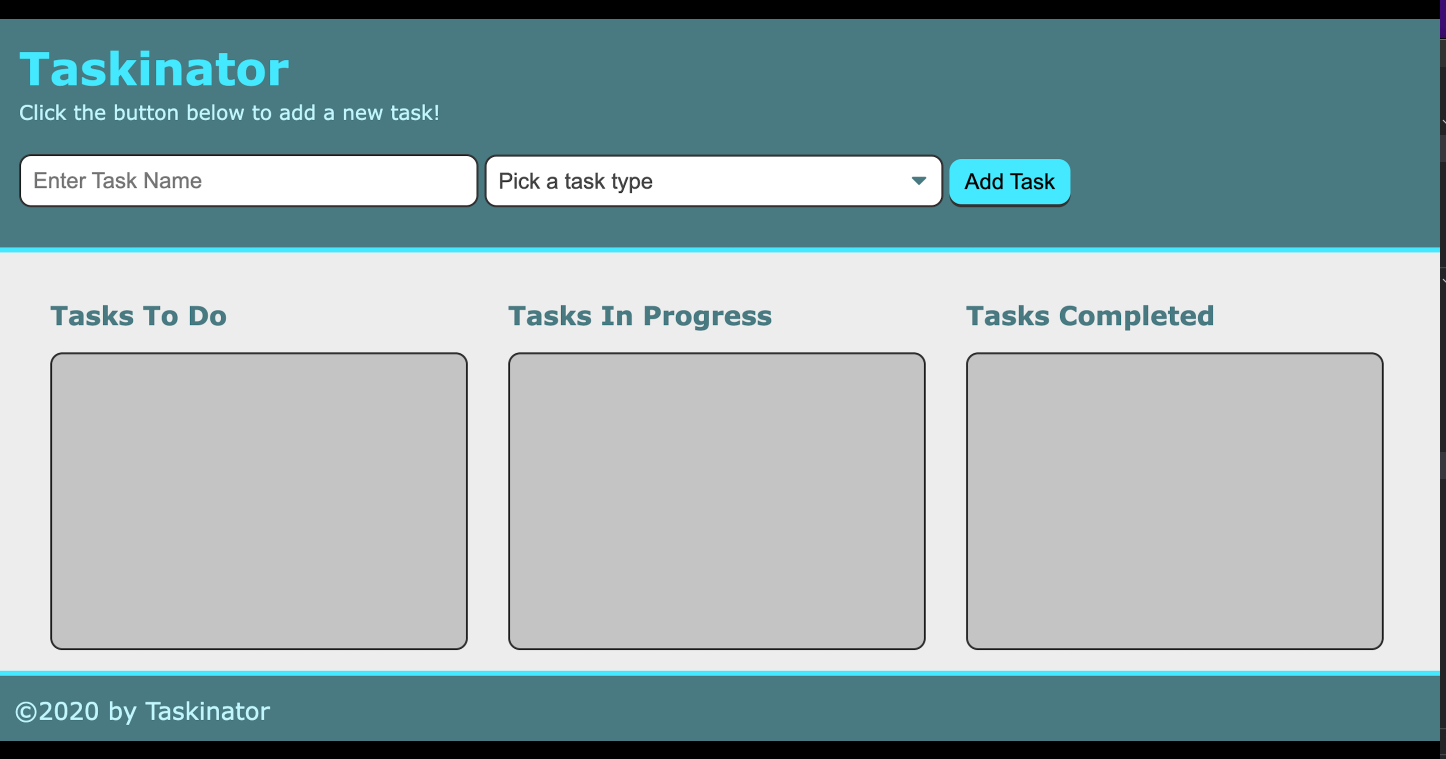 Taskinator
Click the button below to add a new task!
Enter Task Name
Pick a task type
Add Task
Tasks To Do
Tasks In Progress
Tasks Completed
©2020 by Taskinator